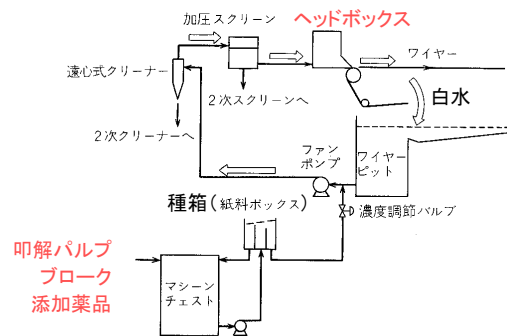 加圧スクリーン
ヘッドボックス
ワイヤー
遠心式クリーナー
2次スクリーンへ
白水
2次クリーナーへ
ファン
ポンプ
ワイヤー
ピット
種箱(紙料ボックス)
濃度調節バルブ
叩解パルプ
ブローク
添加薬品
マシーン
チェスト